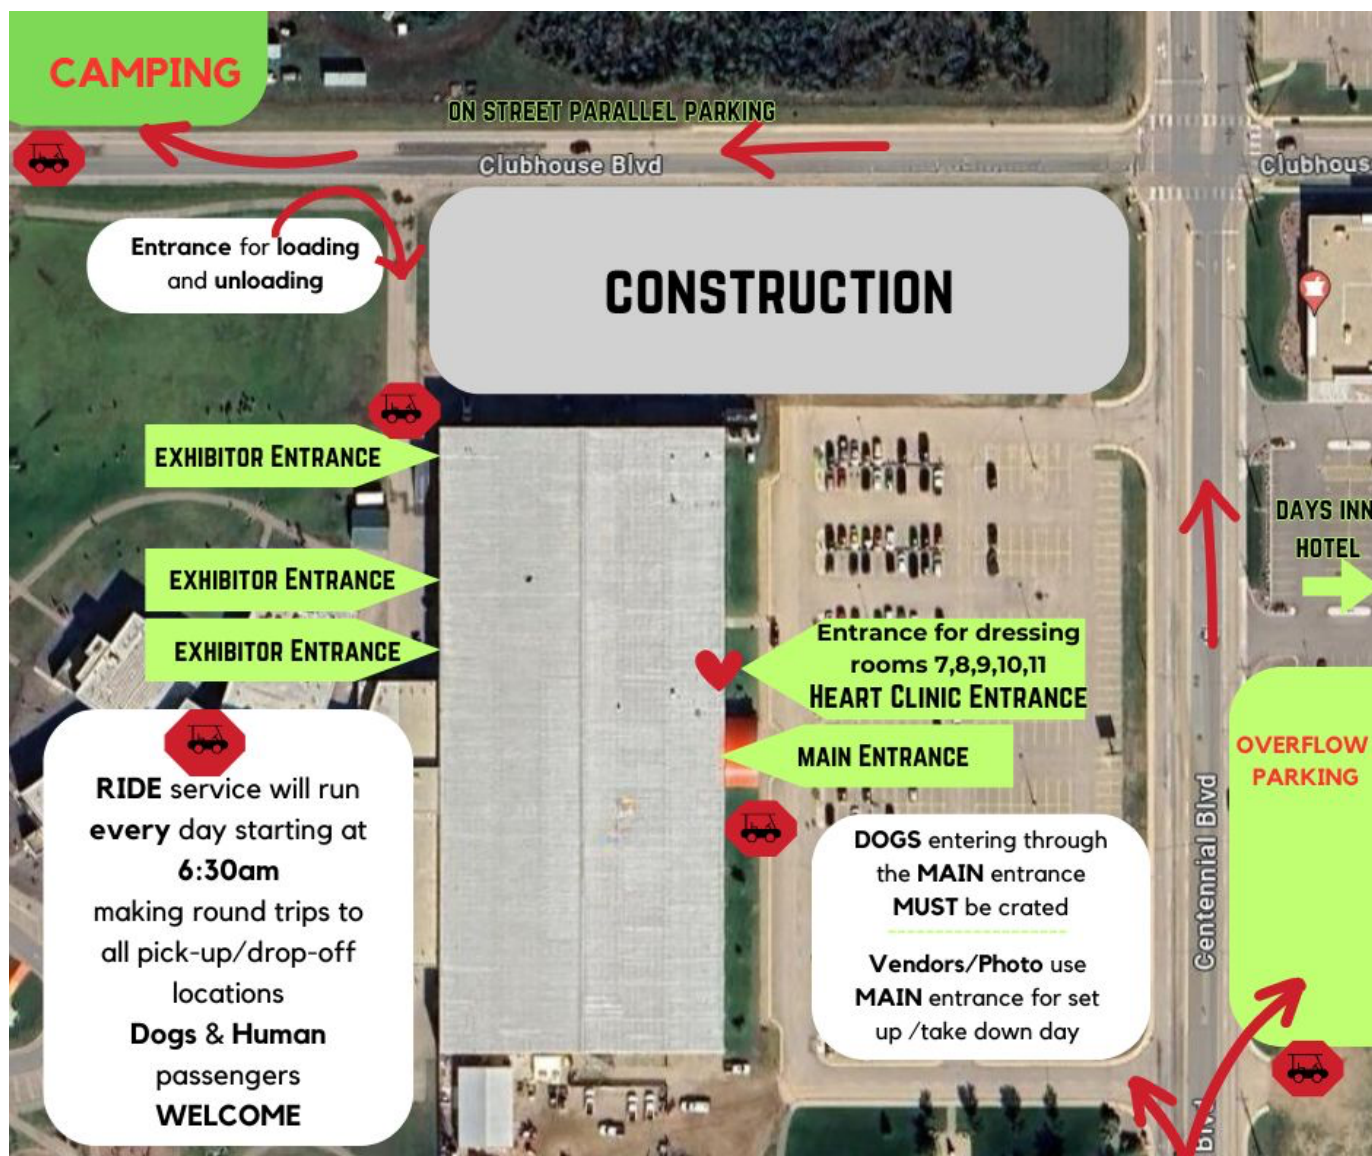 CAMPING
ON STREET PARALLEL PARKING
Clubhouse Blvd
Clubhous
Entrance for loading
and unloading
CONSTRUCTION
EXHIBITOR ENTRANCE
EXHIBITOR ENTRANCE
EXHIBITOR ENTRANCE
DAYS INN
HOTEL
Entrance for dressing
rooms 7,8,9,10,11
HEART CLINIC ENTRANCE
MAIN ENTRANCE
OVERFLOW
PARKING
Centennial Blvd
RIDE service will run
every day starting at
6:30am
making round trips to
all pick-up/drop-off
locations
Dogs & Human
passengers
WELCOME
DOGS entering through
the MAIN entrance
MUST be crated
------------------
Vendors/Photo use
MAIN entrance for set
up /take down day
Blvd